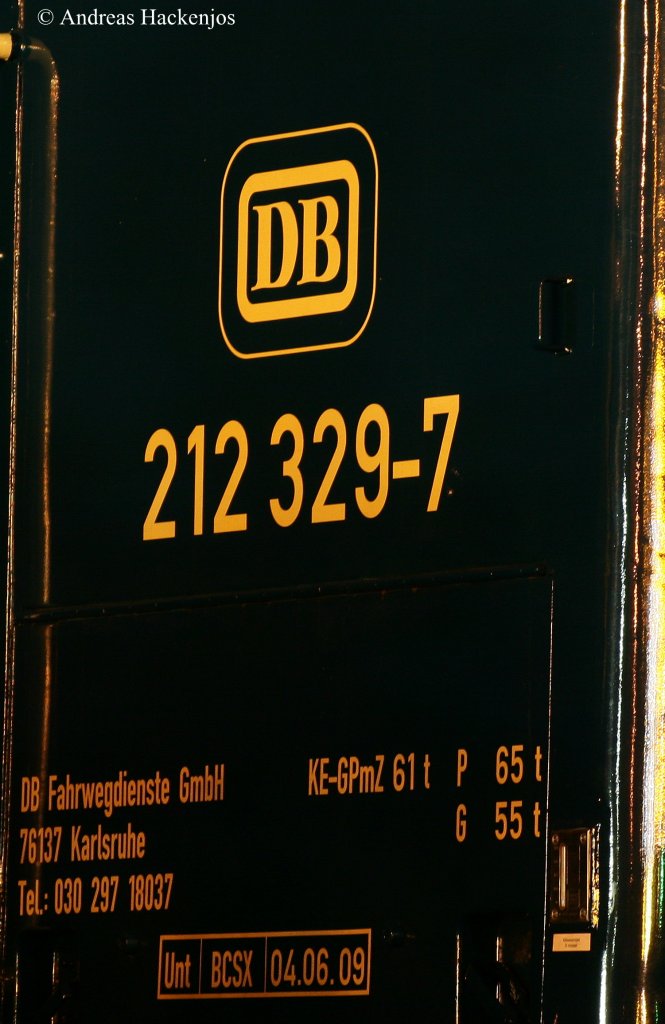 © Andreas Hackenjos
DB
212 329-7
DB Fahrwegdienste GmbH
76137 Karlsruhe
Tel.: 030 297 18037
KE-GPmZ 61 t P 65 t
G 55 t
Unt BCSX 04.06.09